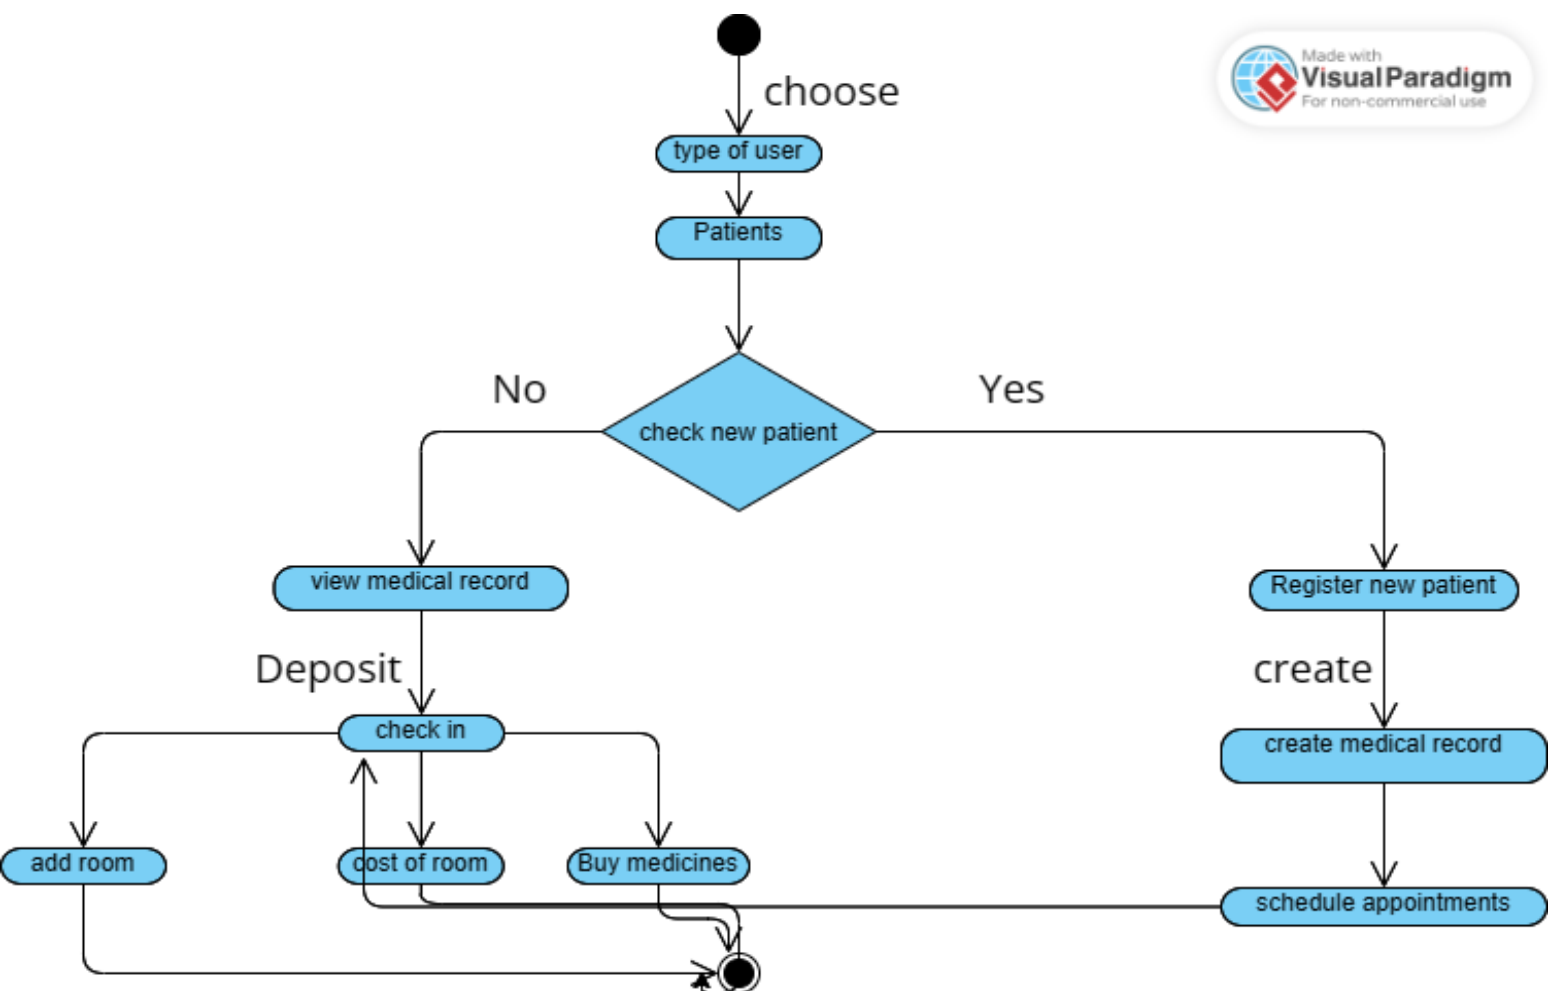 Made with
VisualParadigm
For non-commercial use
choose
type of user
Patients
No
Yes
check new patient
view medical record
Register new patient
Deposit
create
check in
create medical record
add room
cost of room
Buy medicines
schedule appointments